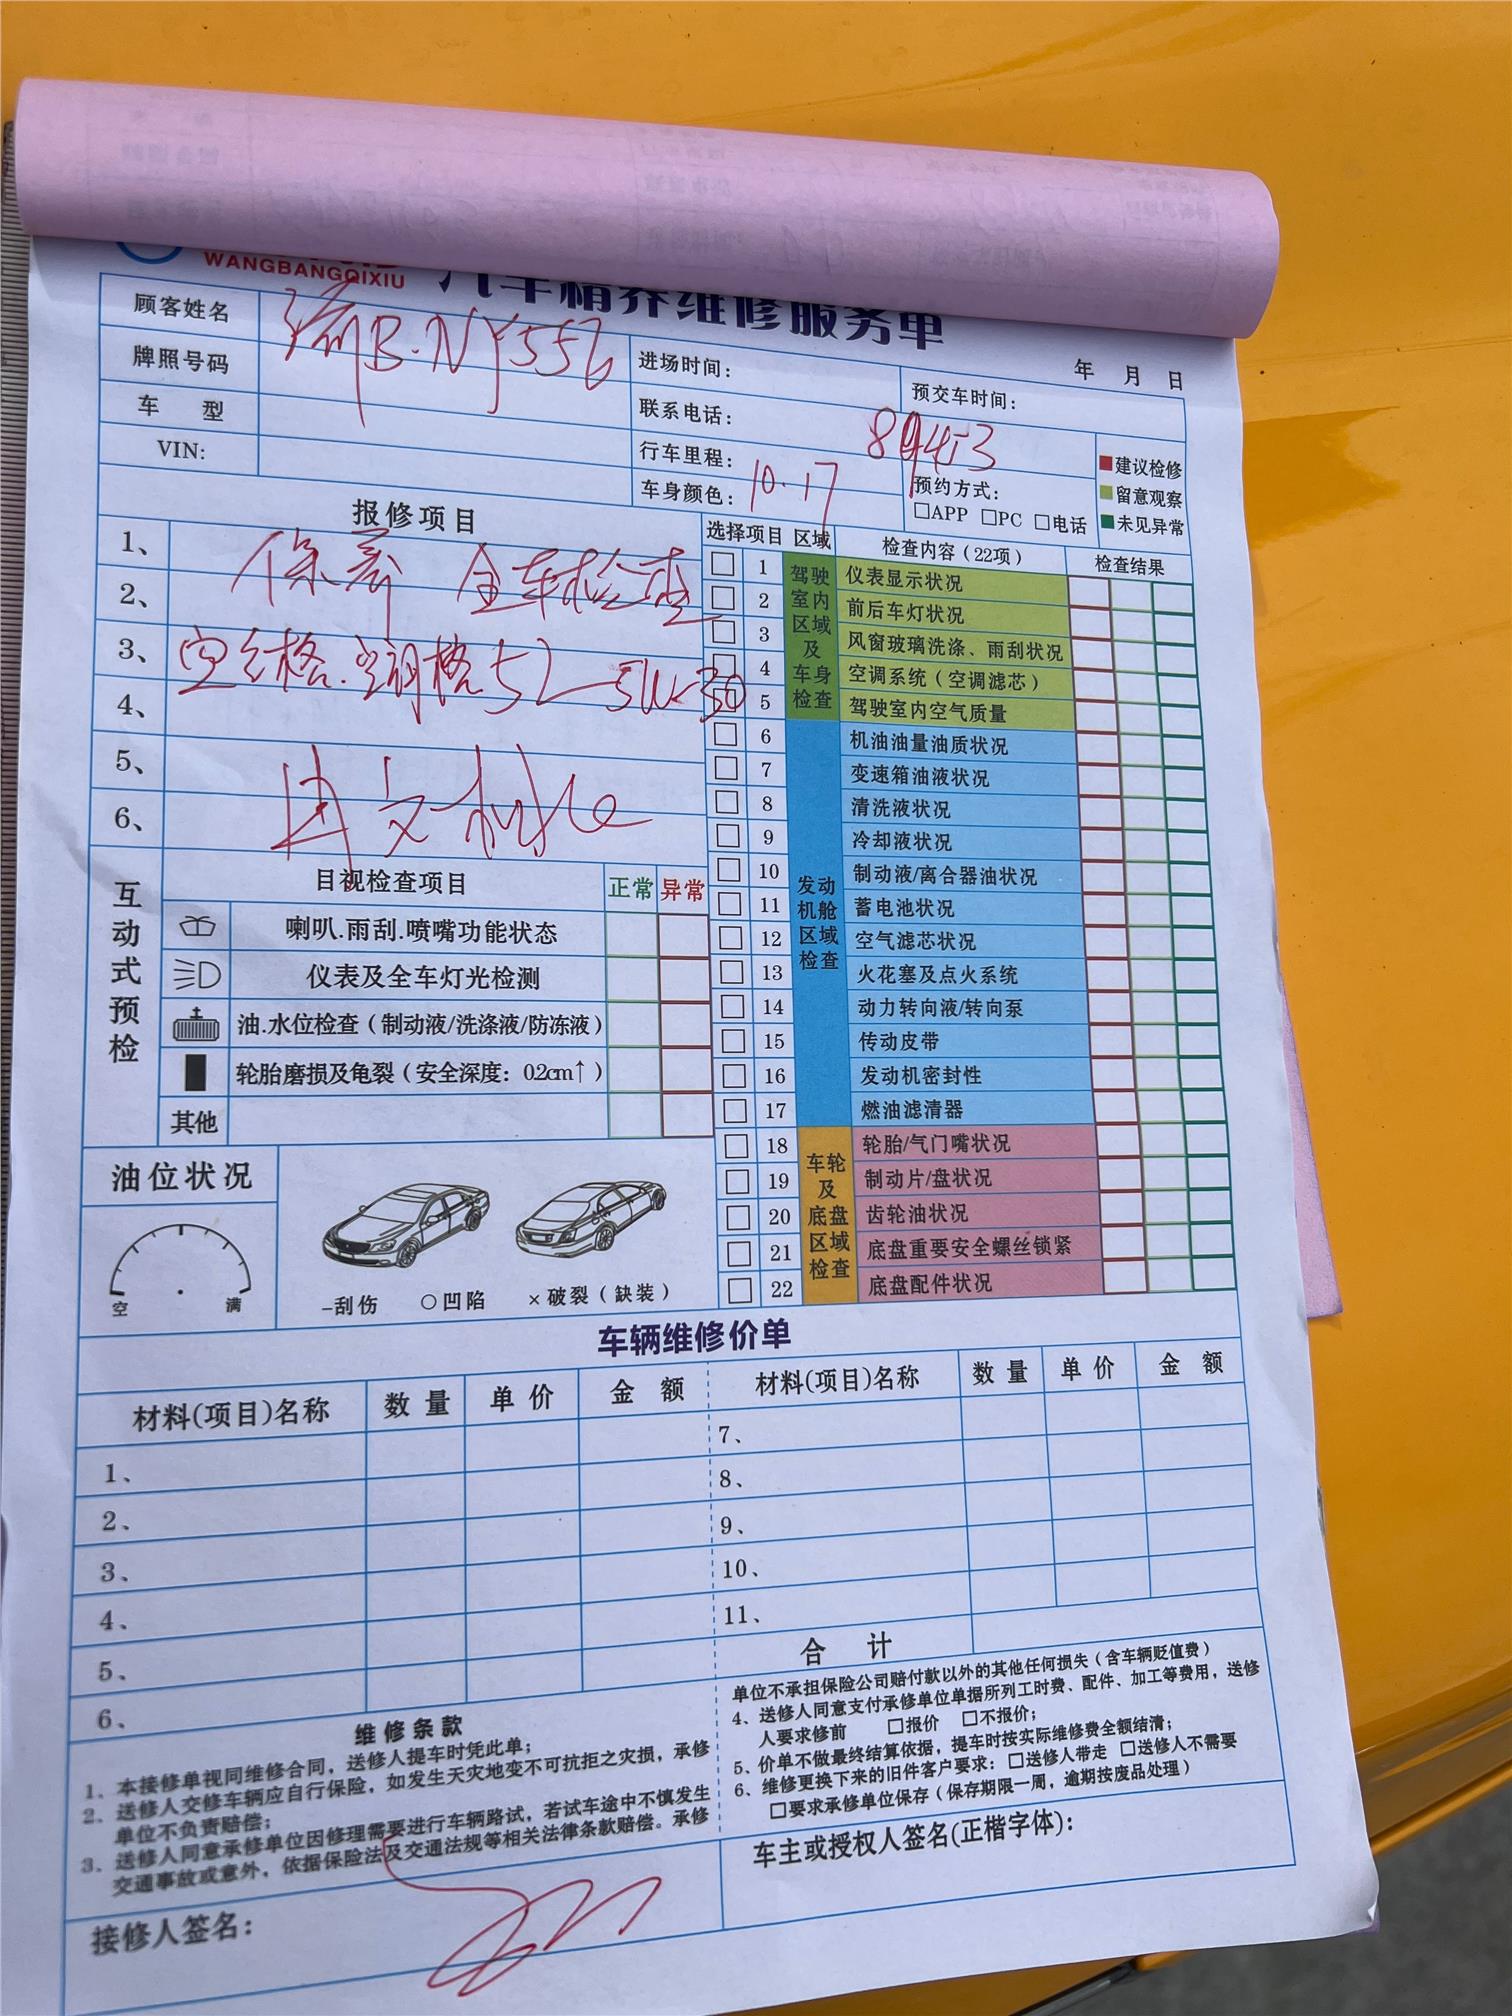 WANGBANGQIXIU 汽车精养维修服务单
年 月 日
顾客姓名
牌照号码 B·NY556
车 型
VIN:
进场时间:
预交车时间:
联系电话:
行车里程: 89453
车身颜色: 10.17
预约方式:
□APP □PC □电话
建议检修
留意观察
未见异常
报修项目
1、
2、
3、
4、
5、
6、
保养 全车检查
空气格.空调格 5L 5W-30
互动式预检
目视检查项目 正常 异常
喇叭.雨刮.喷嘴功能状态
仪表及全车灯光检测
油.水位检查(制动液/洗涤液/防冻液)
轮胎磨损及龟裂(安全深度: 0.2cm↑)
其他
油位状况
空 满
-刮伤 ○凹陷 ×破裂(缺装)
选择项目 区域 检查内容(22项) 检查结果
驾驶室内区域及车身检查
1 仪表显示状况
2 前后车灯状况
3 风窗玻璃洗涤、雨刮状况
4 空调系统(空调滤芯)
5 驾驶室内空气质量
发动机舱区域检查
6 机油油量油质状况
7 变速箱油液状况
8 清洗液状况
9 冷却液状况
10 制动液/离合器油状况
11 蓄电池状况
12 空气滤芯状况
13 火花塞及点火系统
14 动力转向液/转向泵
15 传动皮带
16 发动机密封性
17 燃油滤清器
车轮及底盘区域检查
18 轮胎/气门嘴状况
19 制动片/盘状况
20 齿轮油状况
21 底盘重要安全螺丝锁紧
22 底盘配件状况
车辆维修价单
材料(项目)名称 数 量 单 价 金 额 材料(项目)名称 数 量 单 价 金 额
1、
2、
3、
4、
5、
6、
7、
8、
9、
10、
11、
合 计
维修条款
1、本接修单视同维修合同，送修人提车时凭此单；
2、送修人交修车辆应自行保险，如发生天灾地变不可抗拒之灾损，承修
单位不负责赔偿；
3、送修人同意承修单位因修理需要进行车辆路试，若试车途中不慎发生
交通事故或意外，依据保险法及交通法规等相关法律条款赔偿。承修
单位不承担保险公司赔付款以外的其他任何损失(含车辆贬值费)
4、送修人同意支付承修单位单据所列工时费、配件、加工等费用，送修
人要求修前 □报价 □不报价；
5、价单不做最终结算依据，提车时按实际维修费全额结清；
6、维修更换下来的旧件客户要求: □送修人带走 □送修人不需要
□要求承修单位保存(保存期限一周，逾期按废品处理)
接修人签名:
车主或授权人签名(正楷字体):